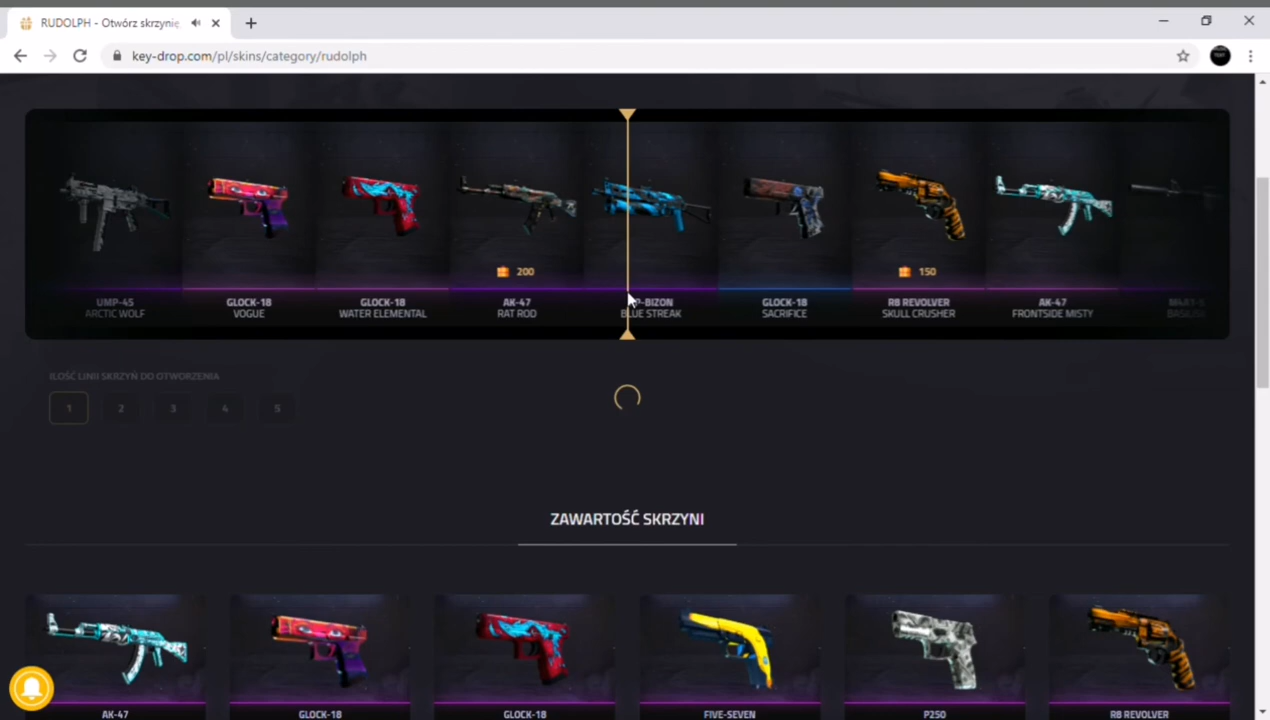 RUDOLPH - Otwórz skrzynię
key-drop.com/pl/skins/category/rudolph
200
150
UMP-45
ARCTIC WOLF
GLOCK-18
VOGUE
GLOCK-18
WATER ELEMENTAL
AK-47
RAT ROD
P-BIZON
BLUE STREAK
GLOCK-18
SACRIFICE
R8 REVOLVER
SKULL CRUSHER
AK-47
FRONTSIDE MISTY
ILOŚĆ LINII SKRZYŃ DO OTWORZENIA
1 2 3 4 5
ZAWARTOŚĆ SKRZYNI
AK-47
GLOCK-18
GLOCK-18
FIVE-SEVEN
P250
R8 REVOLVER